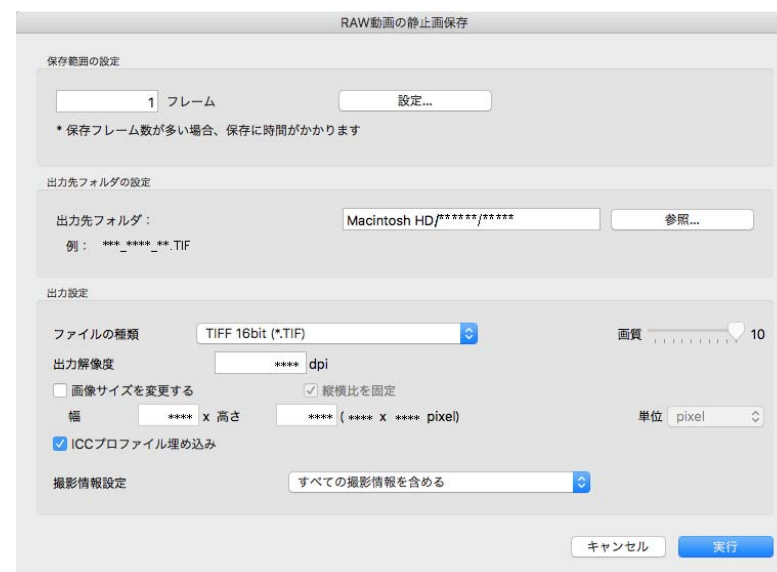 RAW動画の静止画保存
保存範囲の設定
1 フレーム 設定...
* 保存フレーム数が多い場合、保存に時間がかかります
出力先フォルダの設定
出力先フォルダ： Macintosh HD/******/***** 参照...
例： ***_****_**.TIF
出力設定
ファイルの種類 TIFF 16bit (*.TIF) 画質 10
出力解像度 **** dpi
画像サイズを変更する 縦横比を固定
幅 **** x 高さ **** ( **** x **** pixel) 単位 pixel
ICCプロファイル埋め込み
撮影情報設定 すべての撮影情報を含める
キャンセル 実行